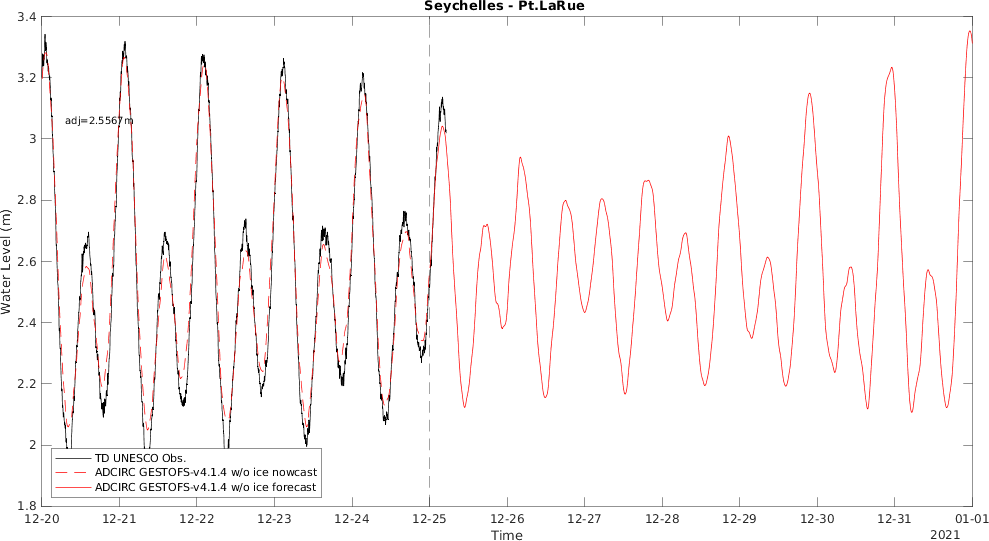 Seychelles - Pt.LaRue
3.4
3.2
3
2.8
2.6
2.4
2.2
2
1.8
Water Level (m)
adj=2.5567m
TD UNESCO Obs.
ADCIRC GESTOFS-v4.1.4 w/o ice nowcast
ADCIRC GESTOFS-v4.1.4 w/o ice forecast
12-20 12-21 12-22 12-23 12-24 12-25 12-26 12-27 12-28 12-29 12-30 12-31 01-01
Time
2021